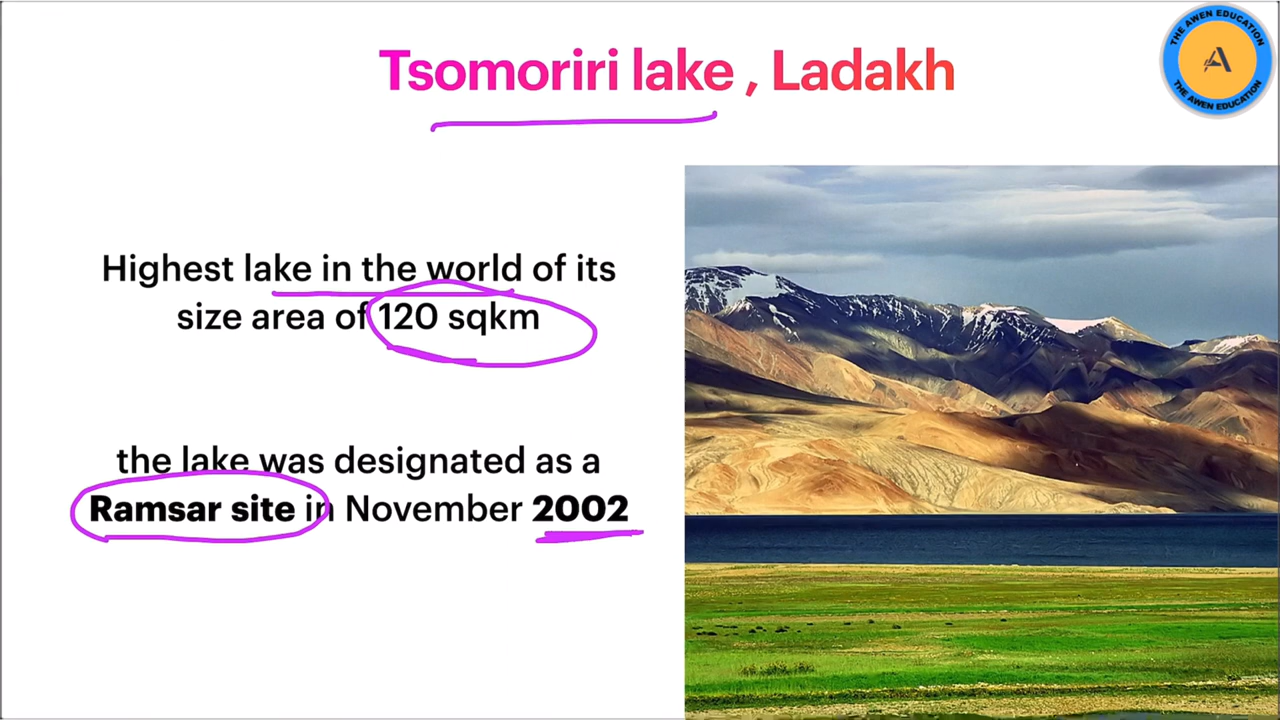 Tsomoriri lake , Ladakh
THE AWEN EDUCATION
A
THE AWEN EDUCATION
Highest lake in the world of its
size area of 120 sqkm
the lake was designated as a
Ramsar site in November 2002